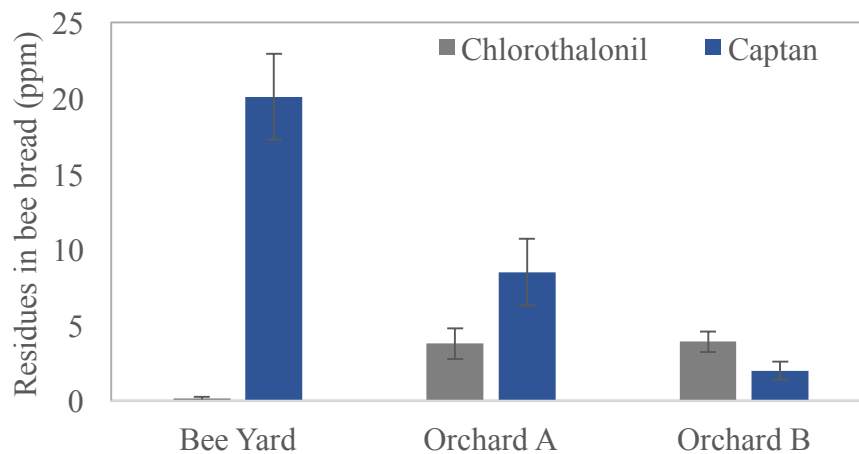 Residues in bee bread (ppm)
25
20
15
10
5
0
Chlorothalonil Captan
Bee Yard Orchard A Orchard B